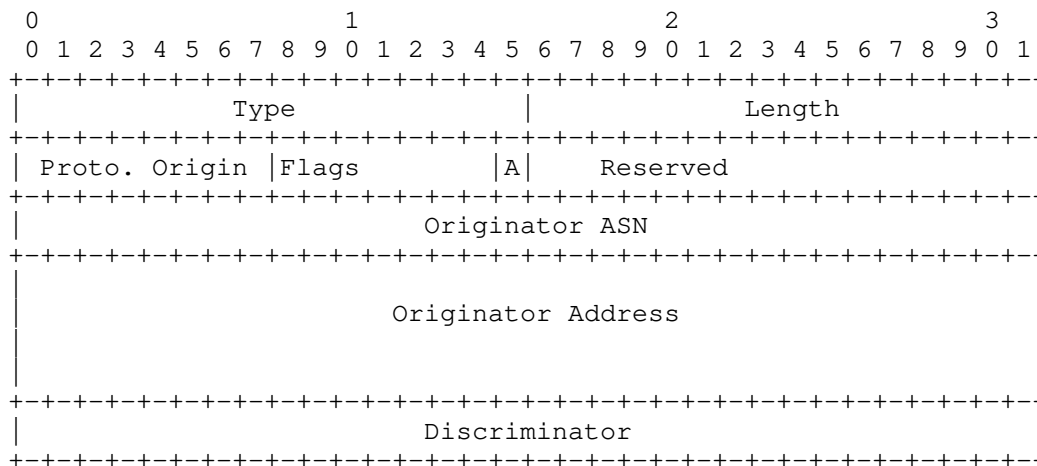 0                   1                   2                   3
0 1 2 3 4 5 6 7 8 9 0 1 2 3 4 5 6 7 8 9 0 1 2 3 4 5 6 7 8 9 0 1
+-+-+-+-+-+-+-+-+-+-+-+-+-+-+-+-+-+-+-+-+-+-+-+-+-+-+-+-+-+-+-+-
| Type | Length
+-+-+-+-+-+-+-+-+-+-+-+-+-+-+-+-+-+-+-+-+-+-+-+-+-+-+-+-+-+-+-+-
| Proto. Origin |Flags |A| Reserved
+-+-+-+-+-+-+-+-+-+-+-+-+-+-+-+-+-+-+-+-+-+-+-+-+-+-+-+-+-+-+-+-
| Originator ASN
+-+-+-+-+-+-+-+-+-+-+-+-+-+-+-+-+-+-+-+-+-+-+-+-+-+-+-+-+-+-+-+-
|
| Originator Address
|
|
+-+-+-+-+-+-+-+-+-+-+-+-+-+-+-+-+-+-+-+-+-+-+-+-+-+-+-+-+-+-+-+-
| Discriminator
+-+-+-+-+-+-+-+-+-+-+-+-+-+-+-+-+-+-+-+-+-+-+-+-+-+-+-+-+-+-+-+-